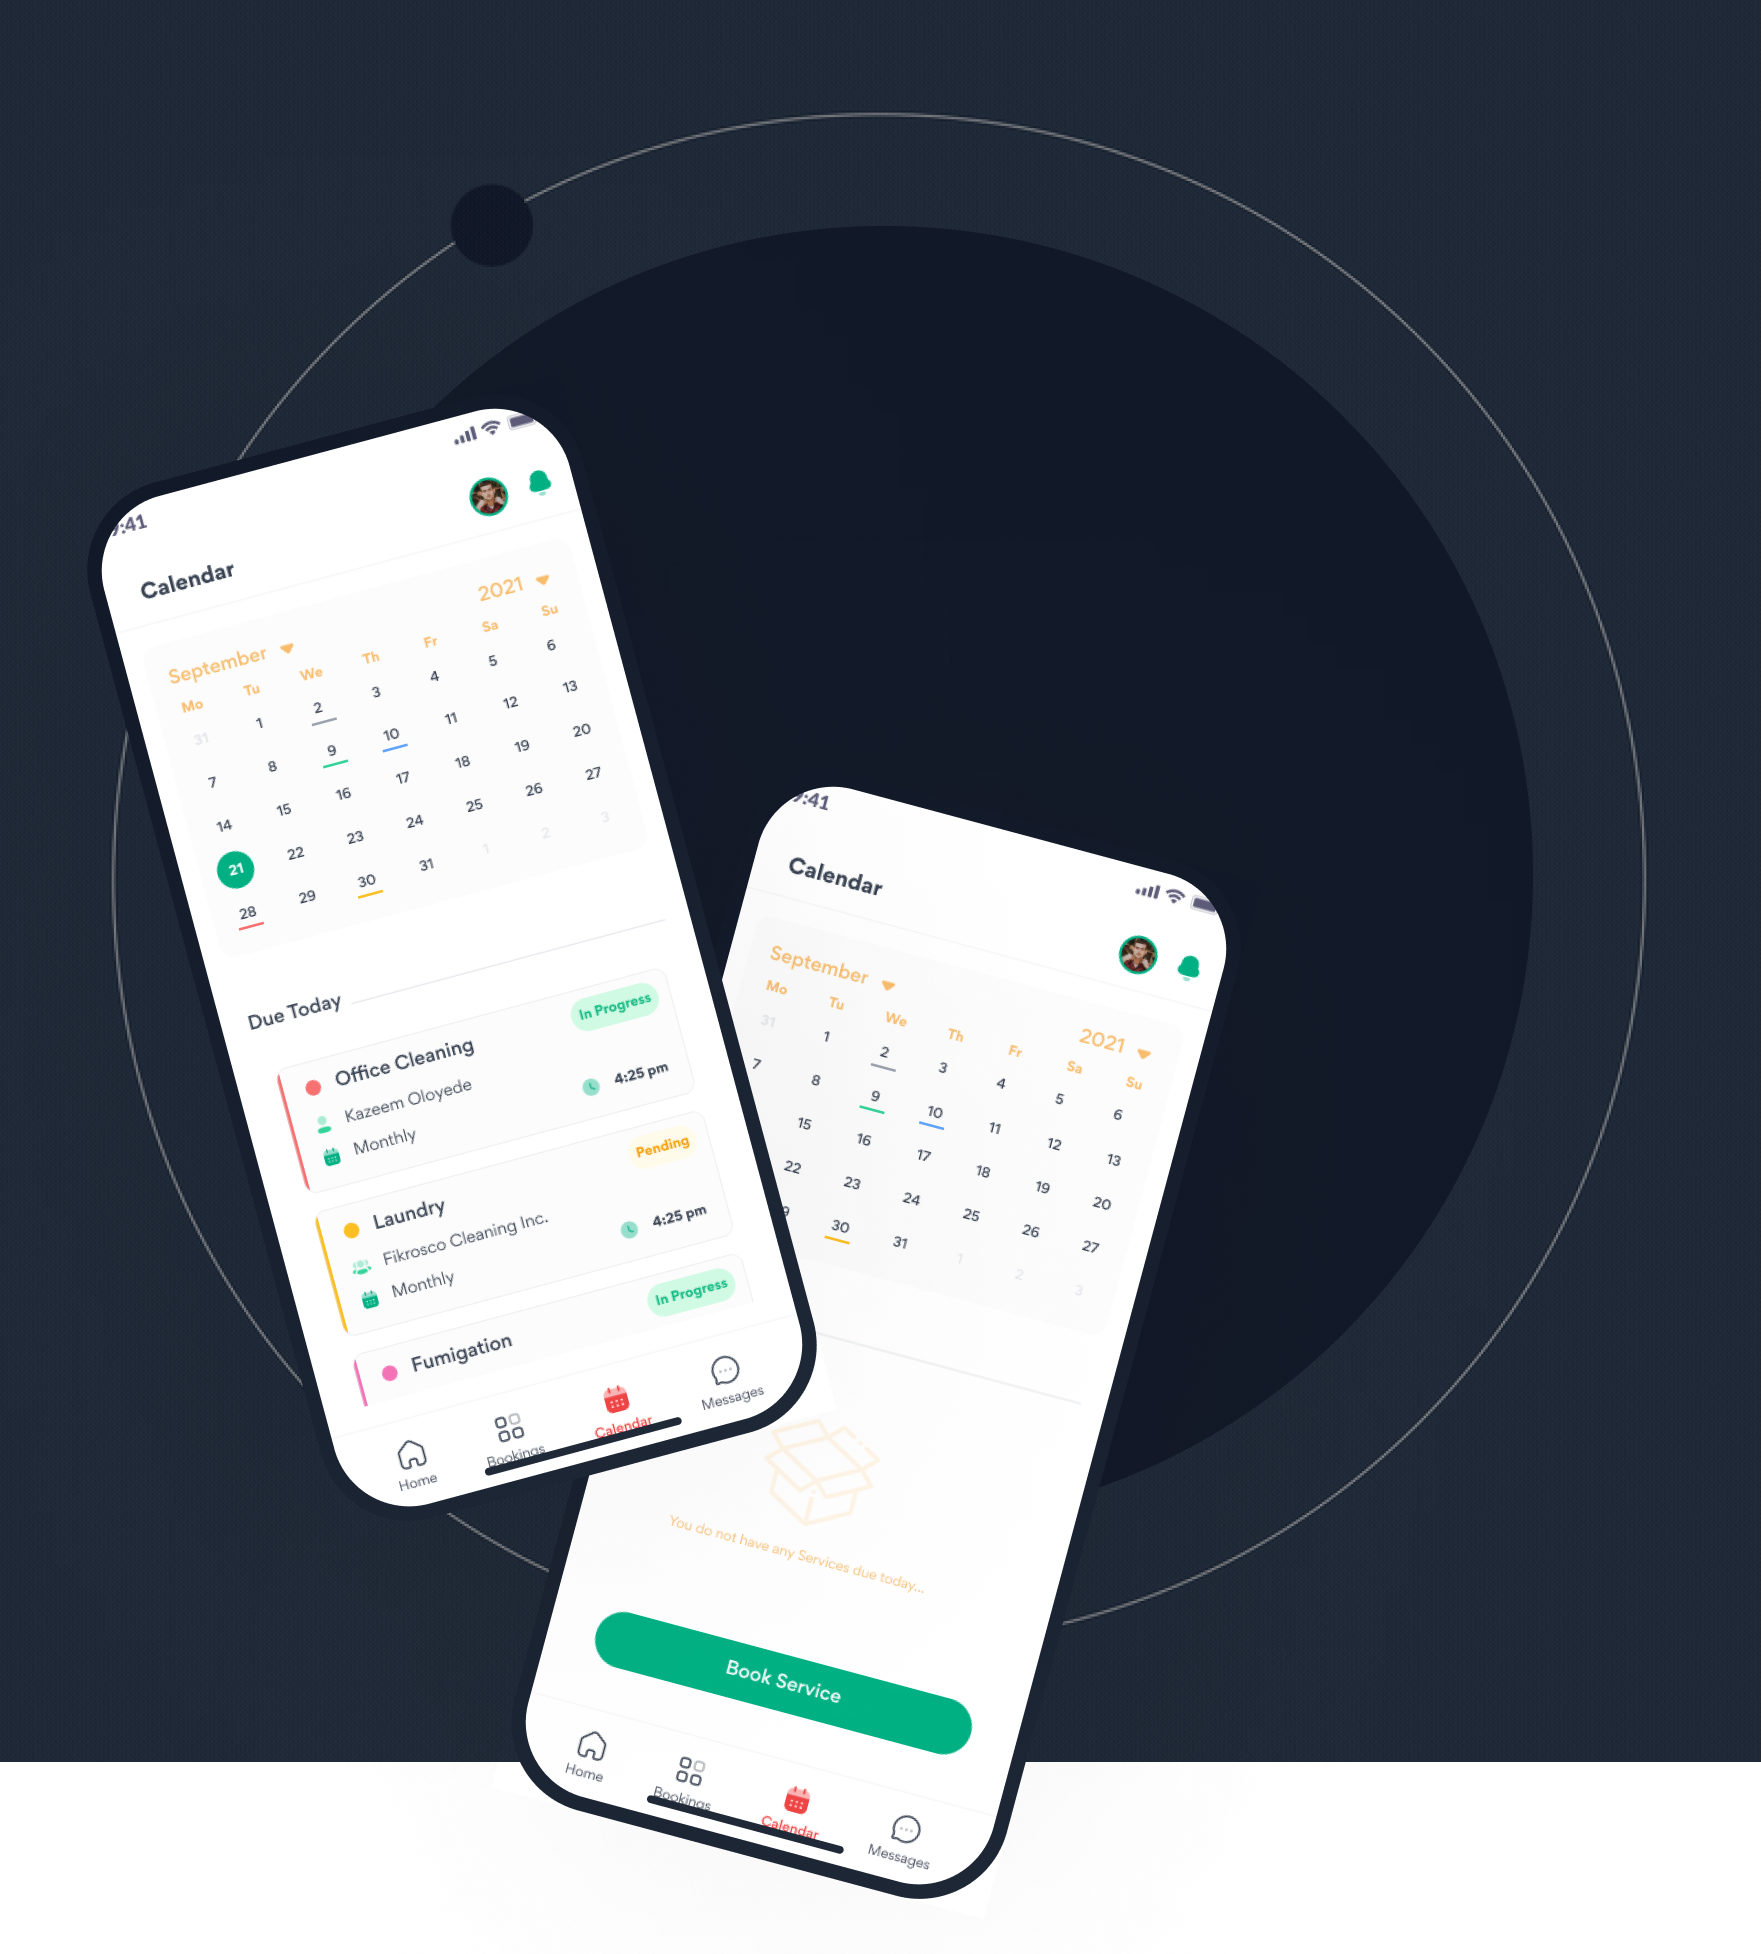 9:41
Calendar
September 2021
Mo Tu We Th Fr Sa Su
31 1 2 3 4 5 6
7 8 9 10 11 12 13
14 15 16 17 18 19 20
21 22 23 24 25 26 27
28 29 30 31 1 2 3
Due Today
In Progress
Office Cleaning
Kazeem Oloyede
4:25 pm
Monthly
Pending
Laundry
Fikrosco Cleaning Inc.
4:25 pm
Monthly
In Progress
Fumigation
Home Bookings Calendar Messages
9:41
Calendar
September 2021
Mo Tu We Th Fr Sa Su
31 1 2 3 4 5 6
7 8 9 10 11 12 13
15 16 17 18 19 20
22 23 24 25 26 27
9 30 31 1 2 3
You do not have any Services due today...
Book Service
Home Bookings Calendar Messages